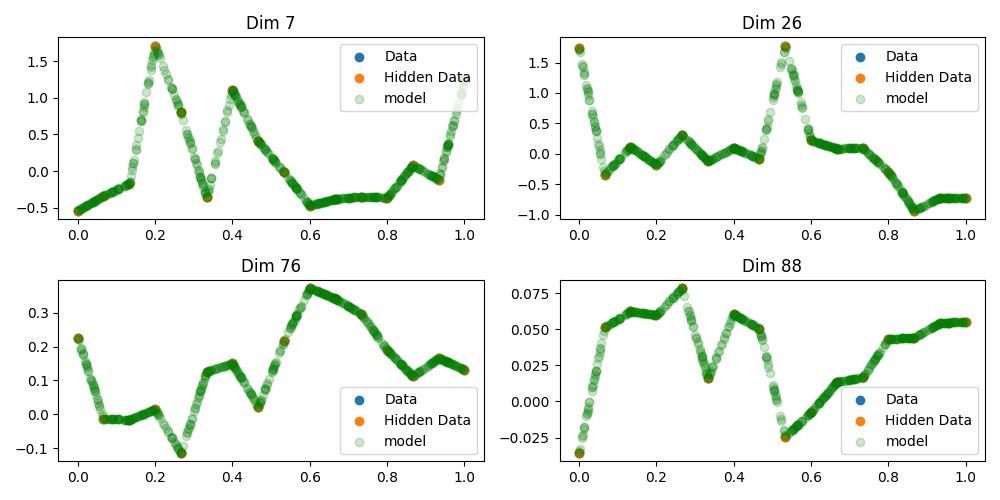 Dim 7
1.5
1.0
0.5
0.0
−0.5
Data
Hidden Data
model
0.0 0.2 0.4 0.6 0.8 1.0
Dim 26
1.5
1.0
0.5
0.0
−0.5
−1.0
Data
Hidden Data
model
0.0 0.2 0.4 0.6 0.8 1.0
Dim 76
0.3
0.2
0.1
0.0
−0.1
Data
Hidden Data
model
0.0 0.2 0.4 0.6 0.8 1.0
Dim 88
0.075
0.050
0.025
0.000
−0.025
Data
Hidden Data
model
0.0 0.2 0.4 0.6 0.8 1.0